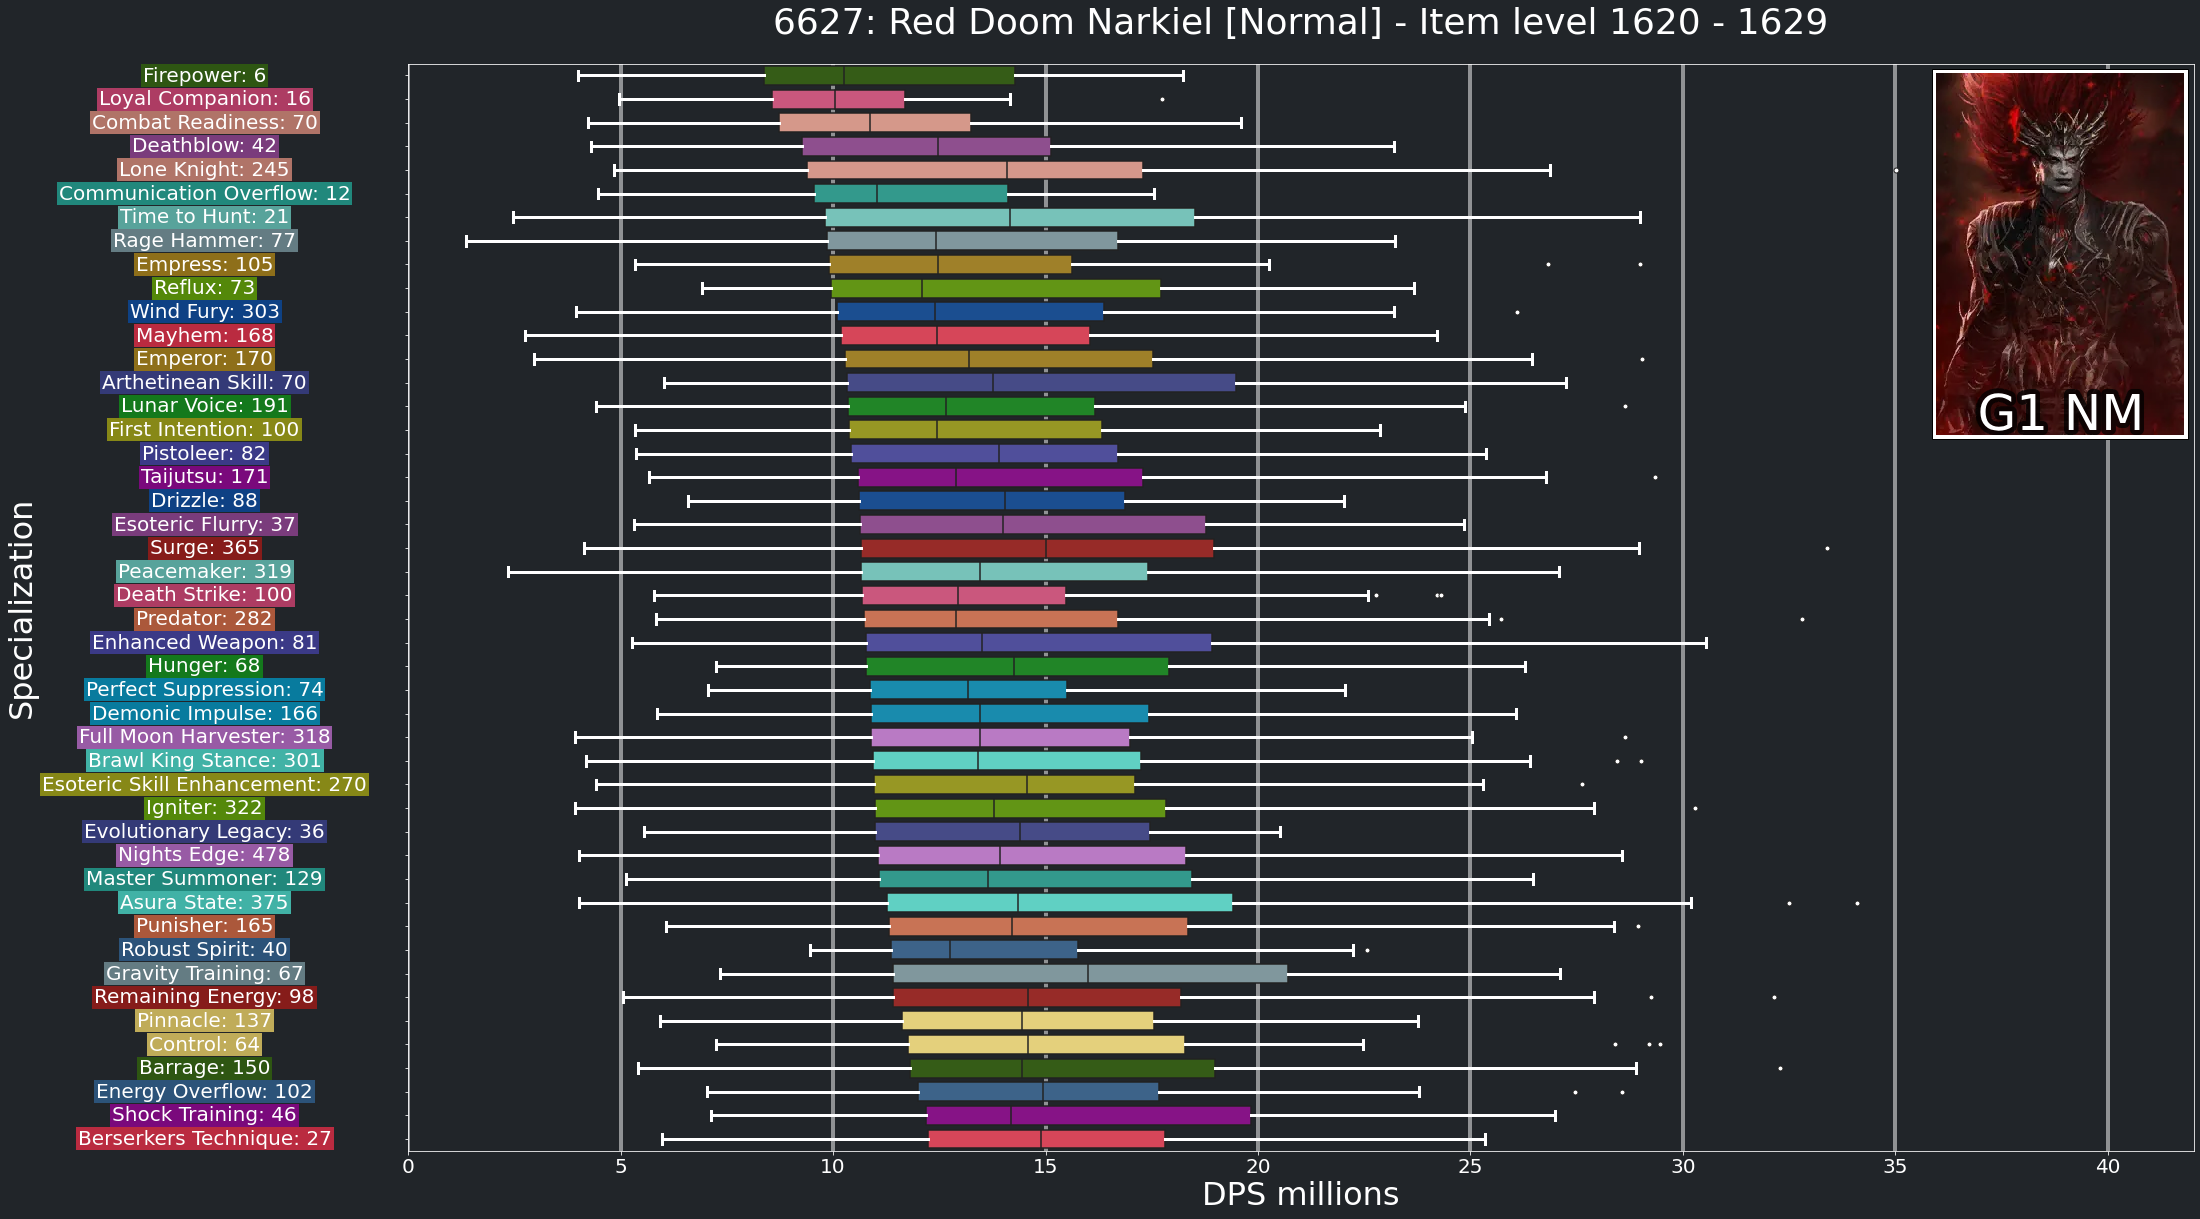 6627: Red Doom Narkiel [Normal] - Item level 1620 - 1629
Firepower: 6
Loyal Companion: 16
Combat Readiness: 70
Deathblow: 42
Lone Knight: 245
Communication Overflow: 12
Time to Hunt: 21
Rage Hammer: 77
Empress: 105
Reflux: 73
Wind Fury: 303
Mayhem: 168
Emperor: 170
Arthetinean Skill: 70
Lunar Voice: 191
First Intention: 100
Pistoleer: 82
Taijutsu: 171
Drizzle: 88
Esoteric Flurry: 37
Surge: 365
Peacemaker: 319
Death Strike: 100
Predator: 282
Enhanced Weapon: 81
Hunger: 68
Perfect Suppression: 74
Demonic Impulse: 166
Full Moon Harvester: 318
Brawl King Stance: 301
Esoteric Skill Enhancement: 270
Igniter: 322
Evolutionary Legacy: 36
Nights Edge: 478
Master Summoner: 129
Asura State: 375
Punisher: 165
Robust Spirit: 40
Gravity Training: 67
Remaining Energy: 98
Pinnacle: 137
Control: 64
Barrage: 150
Energy Overflow: 102
Shock Training: 46
Berserkers Technique: 27
Specialization
G1 NM
0 5 10 15 20 25 30 35 40
DPS millions